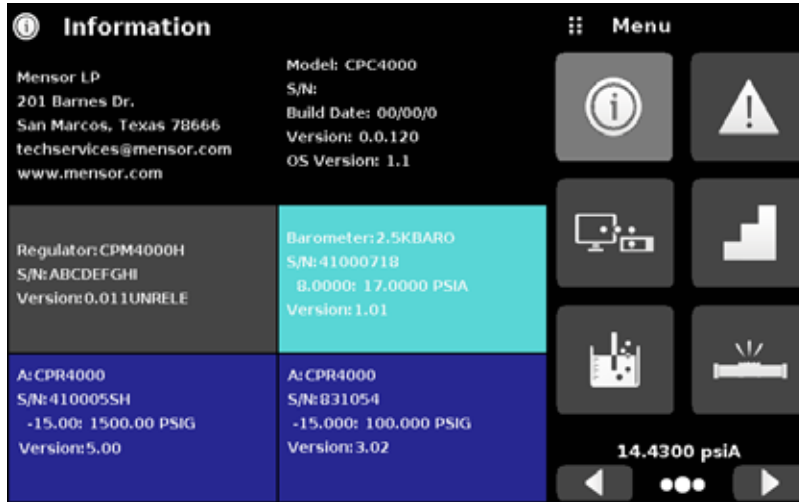 Information
Mensor LP
201 Barnes Dr.
San Marcos, Texas 78666
techservices@mensor.com
www.mensor.com
Model: CPC4000
S/N:
Build Date: 00/00/0
Version: 0.0.120
OS Version: 1.1
Regulator:CPM4000H
S/N:ABCDEFGHI
Version:0.011UNRELE
Barometer:2.5KBARO
S/N:41000718
8.0000: 17.0000 PSIA
Version:1.01
A:CPR4000
S/N:410005SH
-15.00: 1500.00 PSIG
Version:5.00
A:CPR4000
S/N:831054
-15.000: 100.000 PSIG
Version:3.02
Menu
14.4300 psiA